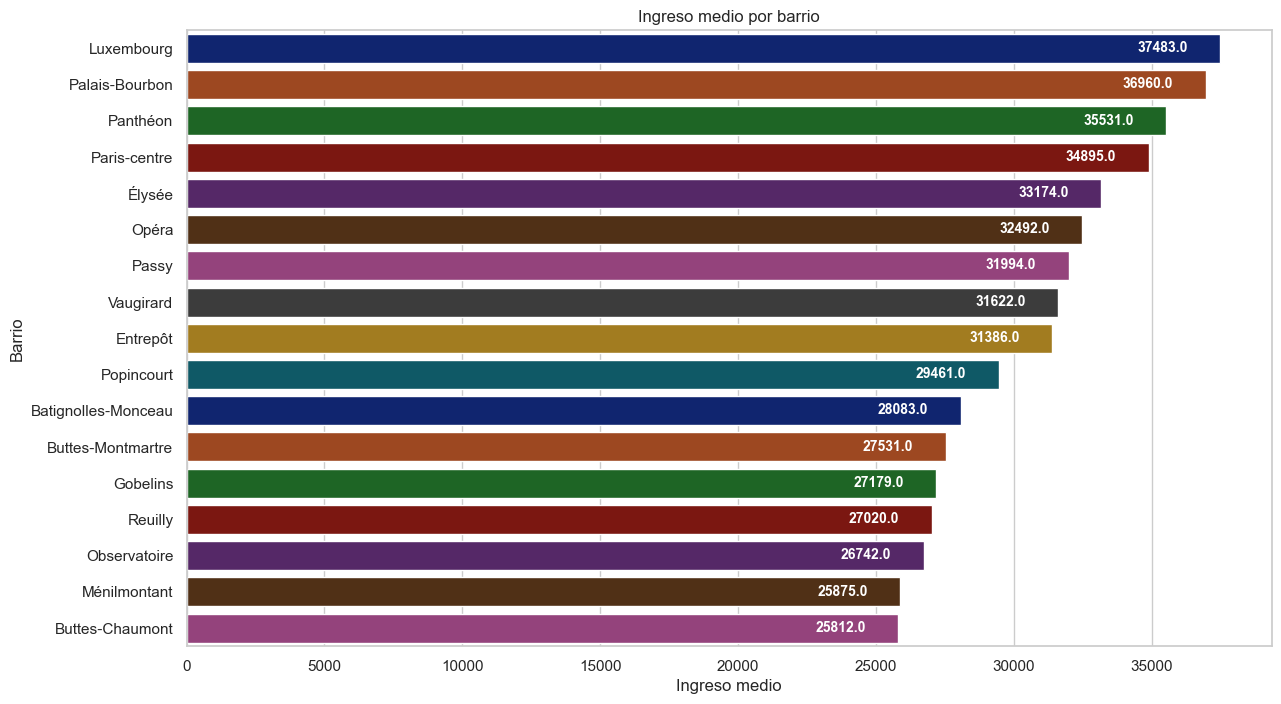 Ingreso medio por barrio
Luxembourg 37483.0
Palais-Bourbon 36960.0
Panthéon 35531.0
Paris-centre 34895.0
Élysée 33174.0
Opéra 32492.0
Passy 31994.0
Vaugirard 31622.0
Entrepôt 31386.0
Popincourt 29461.0
Batignolles-Monceau 28083.0
Buttes-Montmartre 27531.0
Gobelins 27179.0
Reuilly 27020.0
Observatoire 26742.0
Ménilmontant 25875.0
Buttes-Chaumont 25812.0
Barrio
0 5000 10000 15000 20000 25000 30000 35000
Ingreso medio